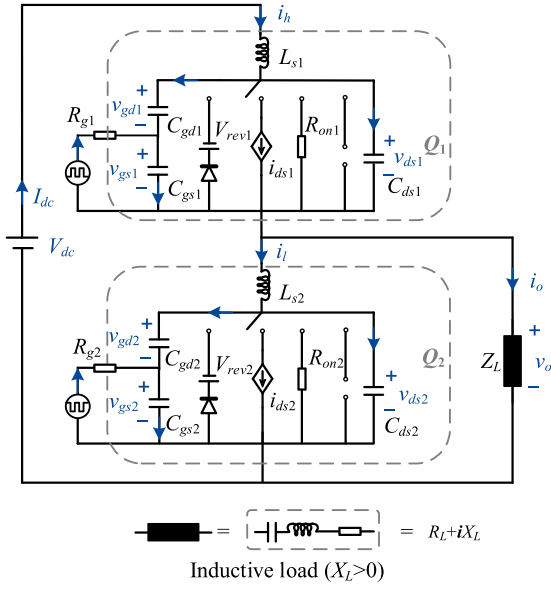 i_h
L_s1
v_gd1
+
−
C_gd1
R_g1
v_gs1
+
−
C_gs1
V_rev1
i_ds1
R_on1
+
v_ds1
−
C_ds1
Q_1
I_dc
V_dc
i_l
i_o
L_s2
v_gd2
+
−
C_gd2
R_g2
v_gs2
+
−
C_gs2
V_rev2
i_ds2
R_on2
+
v_ds2
−
C_ds2
Q_2
Z_L
+
v_o
−
= = R_L+iX_L
Inductive load (X_L>0)